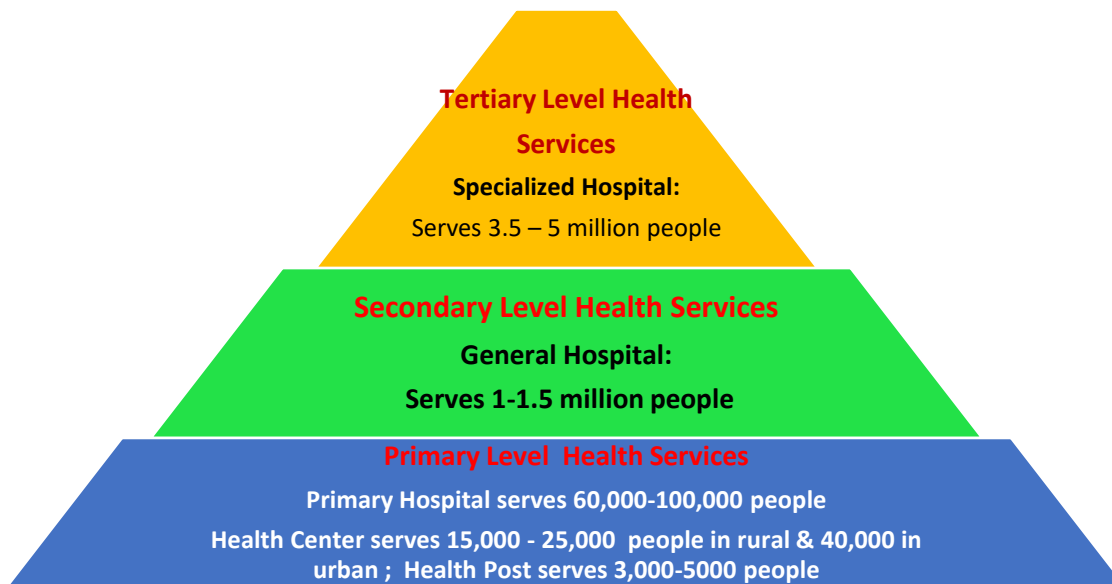 Tertiary Level Health
Services
Specialized Hospital:
Serves 3.5 – 5 million people
Secondary Level Health Services
General Hospital:
Serves 1-1.5 million people
Primary Level  Health Services
Primary Hospital serves 60,000-100,000 people
Health Center serves 15,000 - 25,000  people in rural & 40,000 in
urban ;  Health Post serves 3,000-5000 people